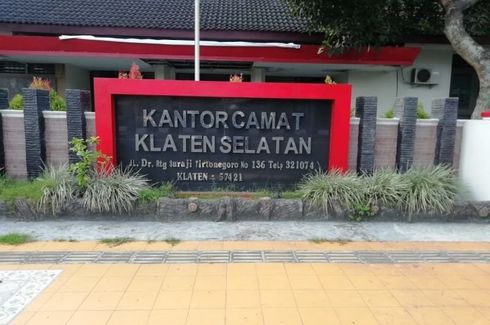 KANTOR CAMAT
KLATEN SELATAN
Jl. Dr. Rtg Suraji Tirtonegoro No 136 Telp 321074
KLATEN : 57421